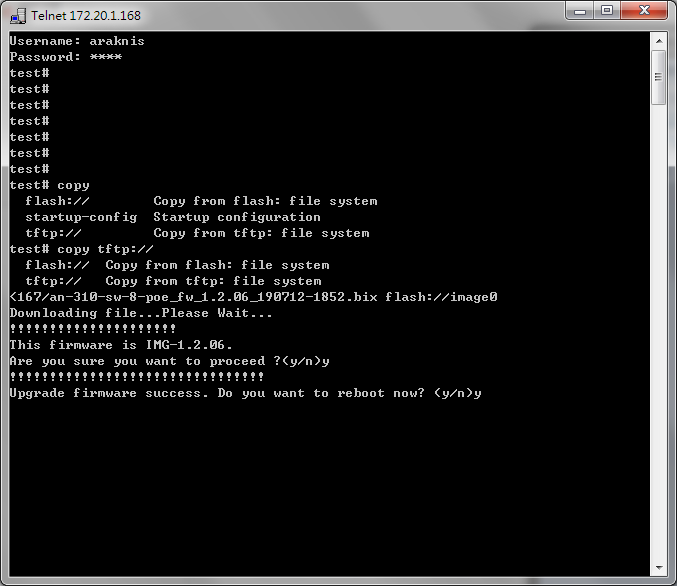 Telnet 172.20.1.168
Username: araknis
Password: ****
test#
test#
test#
test#
test#
test#
test#
test# copy
  flash://        Copy from flash: file system
  startup-config  Startup configuration
  tftp://         Copy from tftp: file system
test# copy tftp://
  flash://  Copy from flash: file system
  tftp://   Copy from tftp: file system
<167/an-310-sw-8-poe_fw_1.2.06_190712-1852.bix flash://image0
Downloading file...Please Wait...
!!!!!!!!!!!!!!!!!!!!!
This firmware is IMG-1.2.06.
Are you sure you want to proceed ?(y/n)y
!!!!!!!!!!!!!!!!!!!!!!!!!!!!!!!!
Upgrade firmware success. Do you want to reboot now? (y/n)y